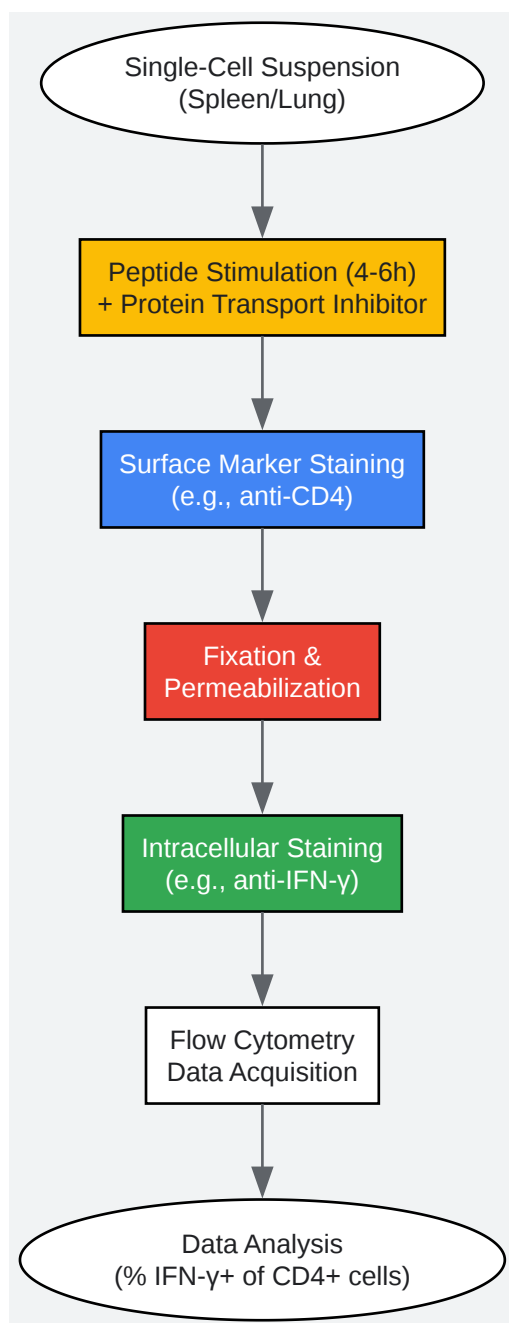 Single-Cell Suspension
(Spleen/Lung)
Peptide Stimulation (4-6h)
+ Protein Transport Inhibitor
Surface Marker Staining
(e.g., anti-CD4)
Fixation &
Permeabilization
Intracellular Staining
(e.g., anti-IFN-γ)
Flow Cytometry
Data Acquisition
Data Analysis
(% IFN-γ+ of CD4+ cells)